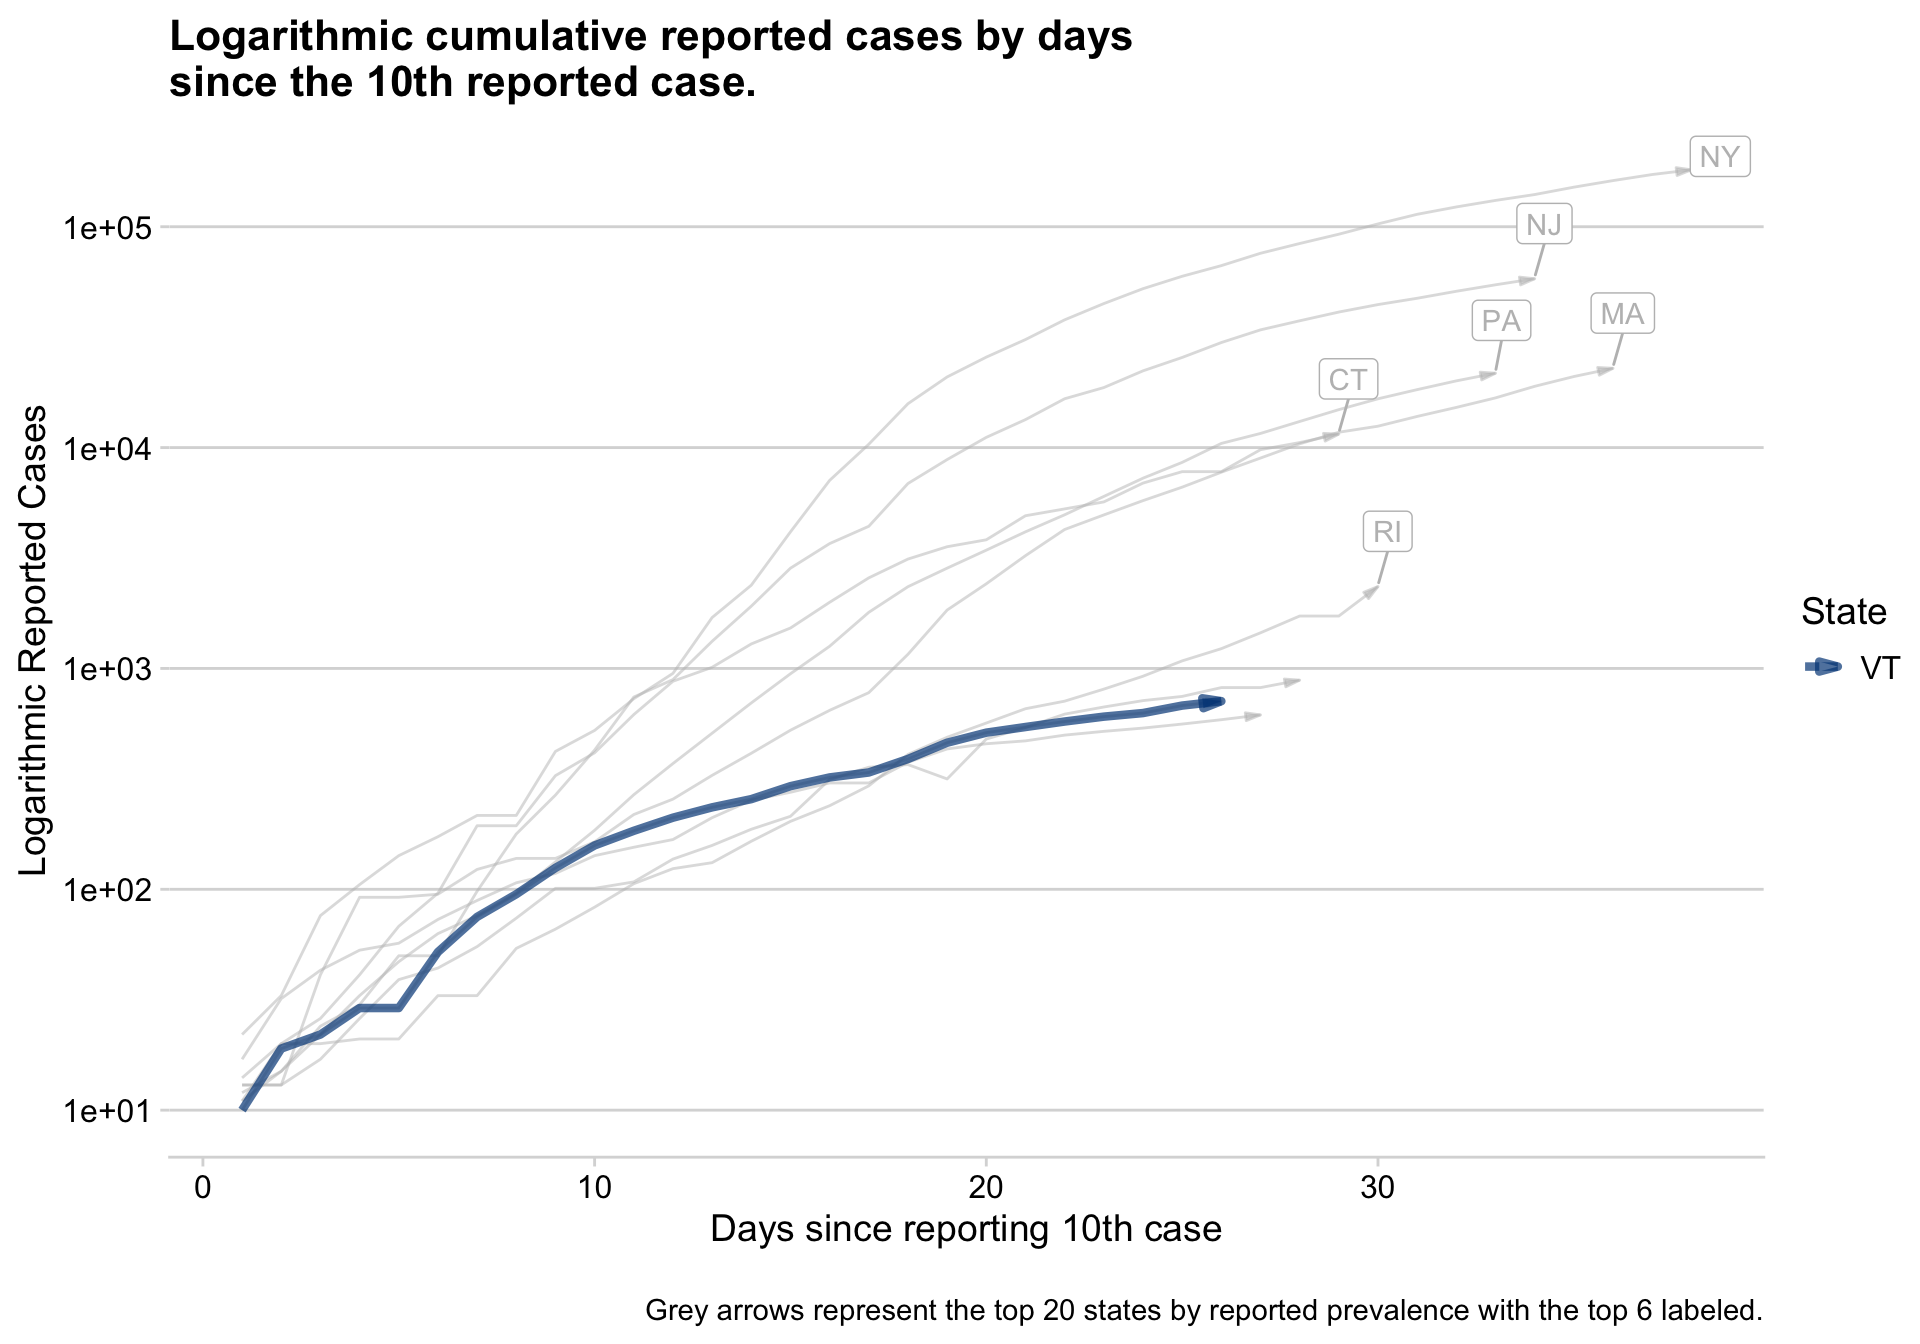 Logarithmic cumulative reported cases by days
since the 10th reported case.
NY
NJ
PA
MA
CT
RI
1e+05
1e+04
1e+03
1e+02
1e+01
Logarithmic Reported Cases
0
10
20
30
Days since reporting 10th case
State
VT
Grey arrows represent the top 20 states by reported prevalence with the top 6 labeled.